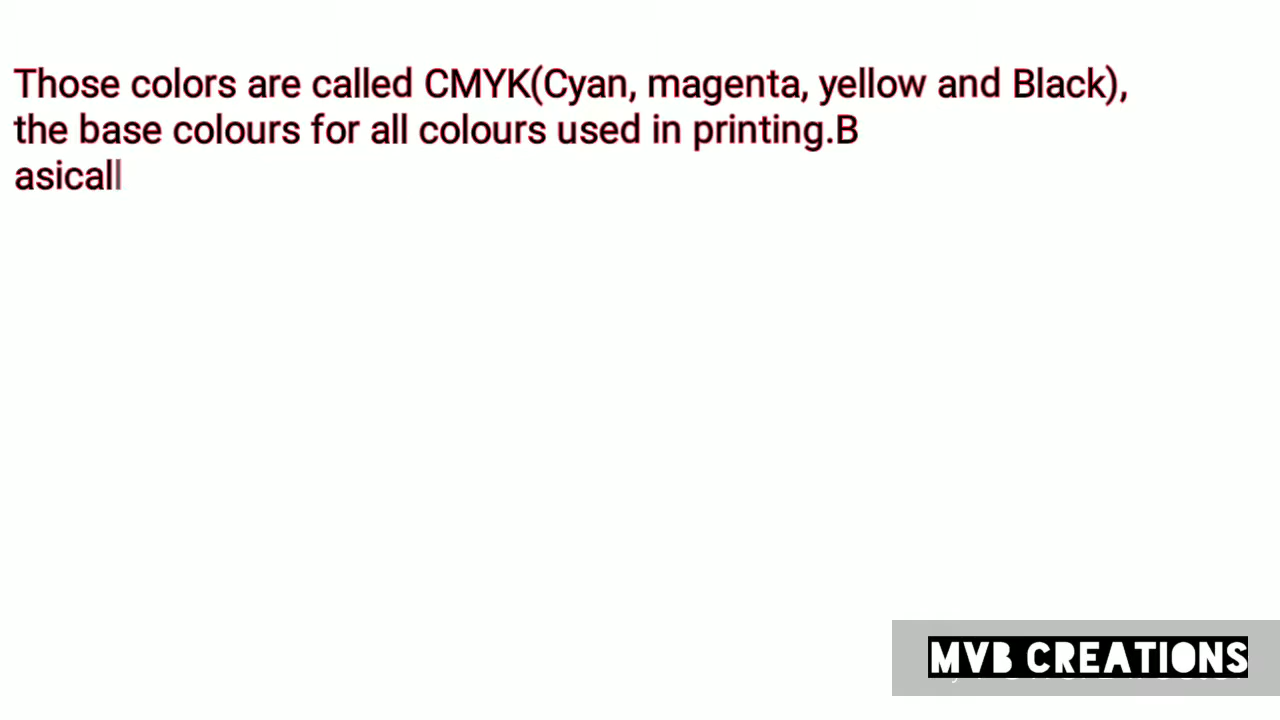 Those colors are called CMYK(Cyan, magenta, yellow and Black),
the base colours for all colours used in printing.B
asicall
MVB CREATIONS